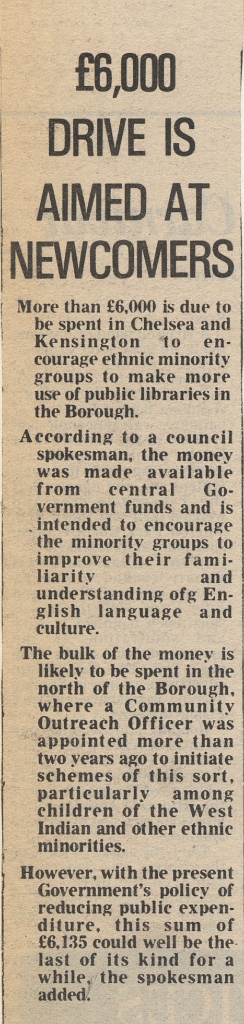 £6,000
DRIVE IS
AIMED AT
NEWCOMERS
More than £6,000 is due to
be spent in Chelsea and
Kensington to en-
courage ethnic minority
groups to make more
use of public libraries in
the Borough.
According to a council
spokesman, the money
was made available
from central Go-
vernment funds and is
intended to encourage
the minority groups to
improve their fami-
liarity and
understanding ofg En-
glish language and
culture.
The bulk of the money is
likely to be spent in the
north of the Borough,
where a Community
Outreach Officer was
appointed more than
two years ago to initiate
schemes of this sort,
particularly among
children of the West
Indian and other ethnic
minorities.
However, with the present
Government's policy of
reducing public expen-
diture, this sum of
£6,135 could well be the
last of its kind for a
while, the spokesman
added.